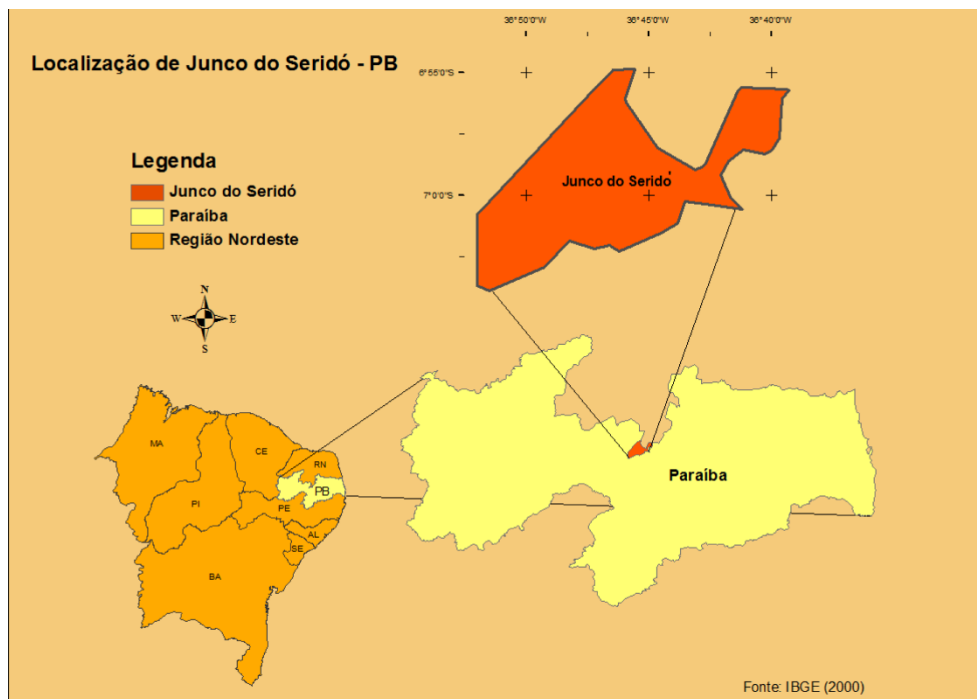 36°50'0"W
36°45'0"W
36°40'0"W
Localização de Junco do Seridó - PB
6°55'0"S
Legenda
Junco do Seridó
Paraíba
Região Nordeste
Junco do Seridó
7°0'0"S
N
W
E
S
MA
CE
RN
PB
PI
PE
AL
SE
BA
Paraíba
Fonte: IBGE (2000)